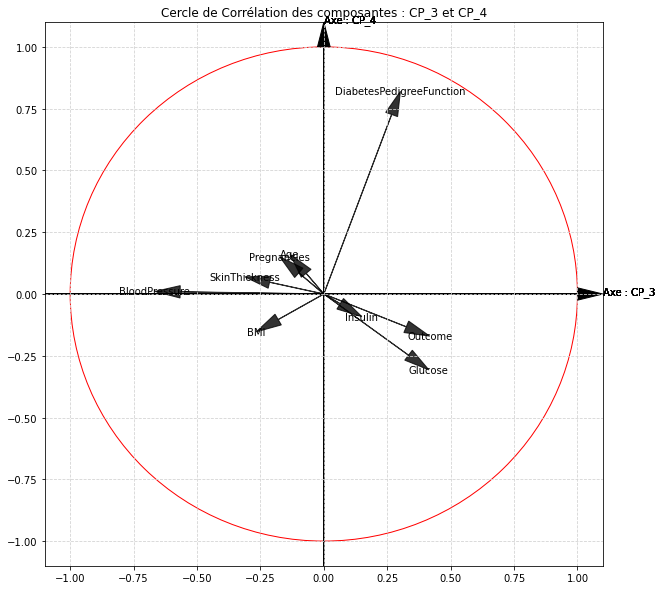 Cercle de Corrélation des composantes : CP_3 et CP_4
Axe : CP_4
1.00
DiabetesPedigreeFunction
0.75
0.50
0.25
Age
Pregnancies
SkinThickness
BloodPressure
0.00
Axe : CP_3
Insulin
BMI
Outcome
-0.25
Glucose
-0.50
-0.75
-1.00
-1.00 -0.75 -0.50 -0.25 0.00 0.25 0.50 0.75 1.00